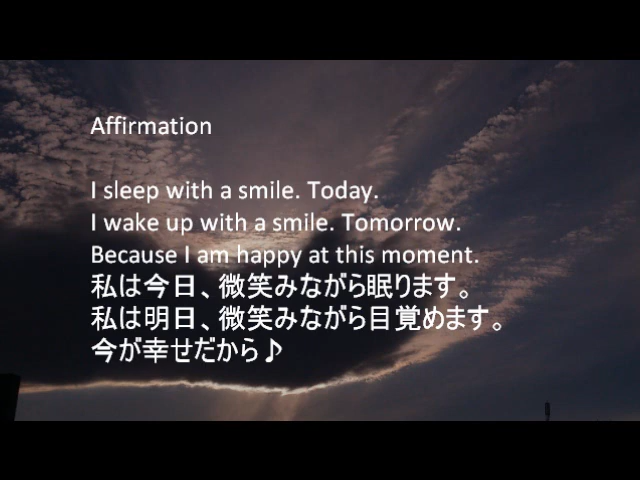 Affirmation
I sleep with a smile. Today.
I wake up with a smile. Tomorrow.
Because I am happy at this moment.
私は今日、微笑みながら眠ります。
私は明日、微笑みながら目覚めます。
今が幸せだから♪